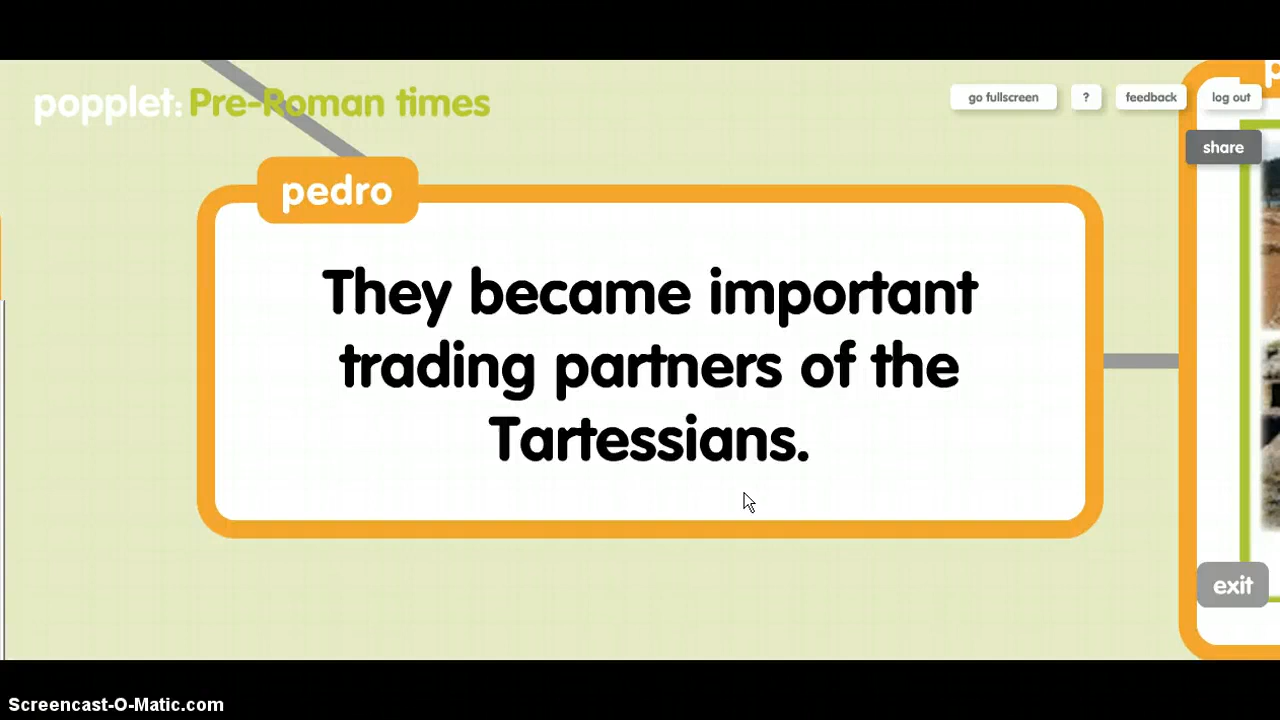 popplet: Pre-Roman times
go fullscreen
?
feedback
log out
share
pedro
They became important
trading partners of the
Tartessians.
exit
Screencast-O-Matic.com